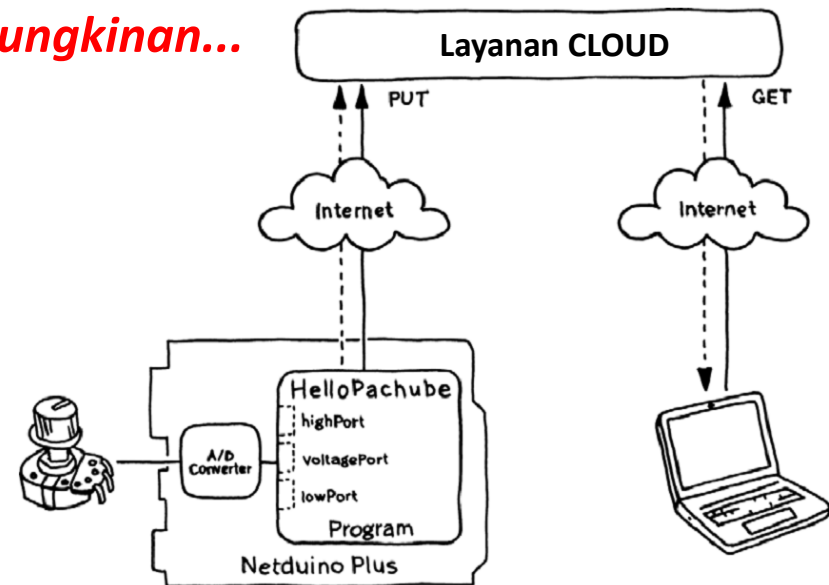 ungkinan...
Layanan CLOUD
PUT
GET
Internet
Internet
HelloPachube
highPort
A/D
Converter
voltagePort
lowPort
Program
Netduino Plus